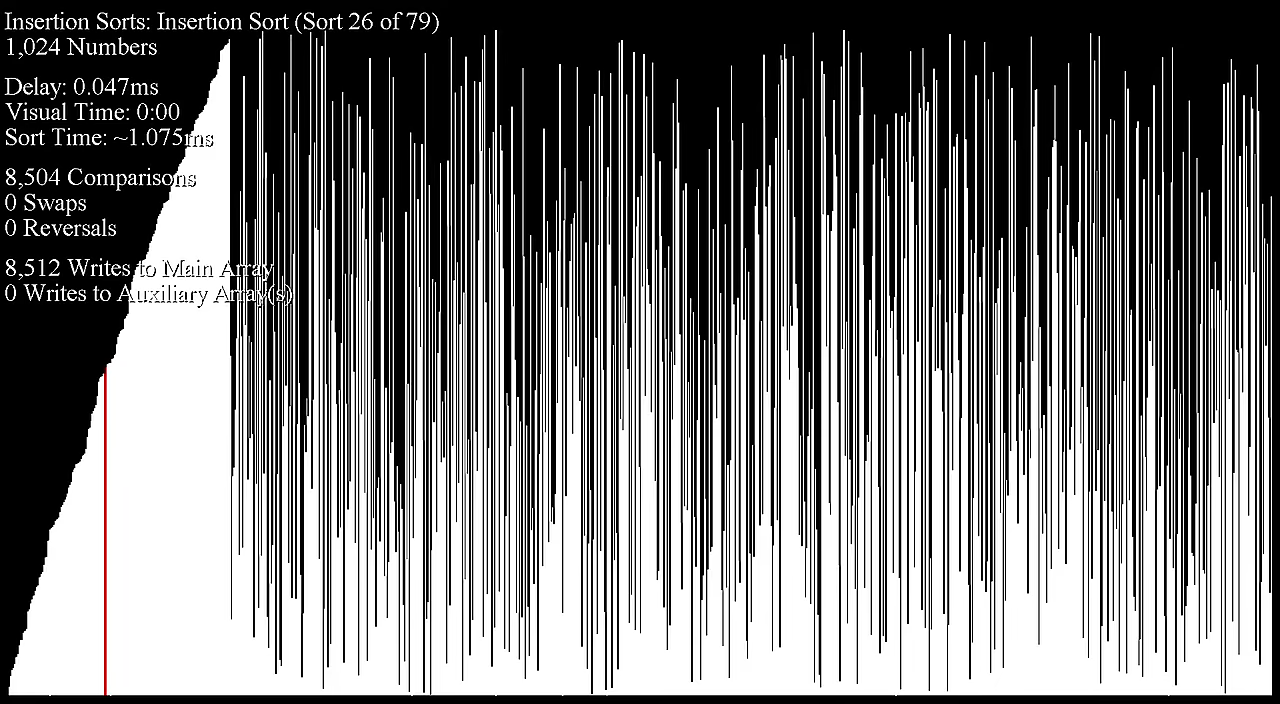 Insertion Sorts: Insertion Sort (Sort 26 of 79)
1,024 Numbers
Delay: 0.047ms
Visual Time: 0:00
Sort Time: ~1.075ms
8,504 Comparisons
0 Swaps
0 Reversals
8,512 Writes to Main Array
0 Writes to Auxiliary Array(s)